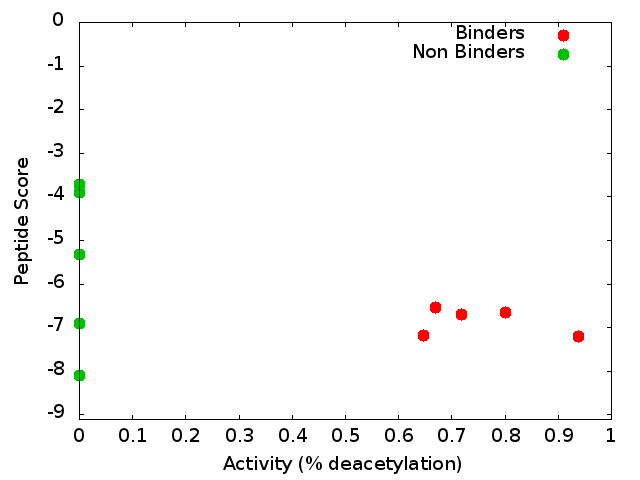 0
-1
-2
-3
-4
-5
-6
-7
-8
-9
Peptide Score
Binders
Non Binders
0 0.1 0.2 0.3 0.4 0.5 0.6 0.7 0.8 0.9 1
Activity (% deacetylation)